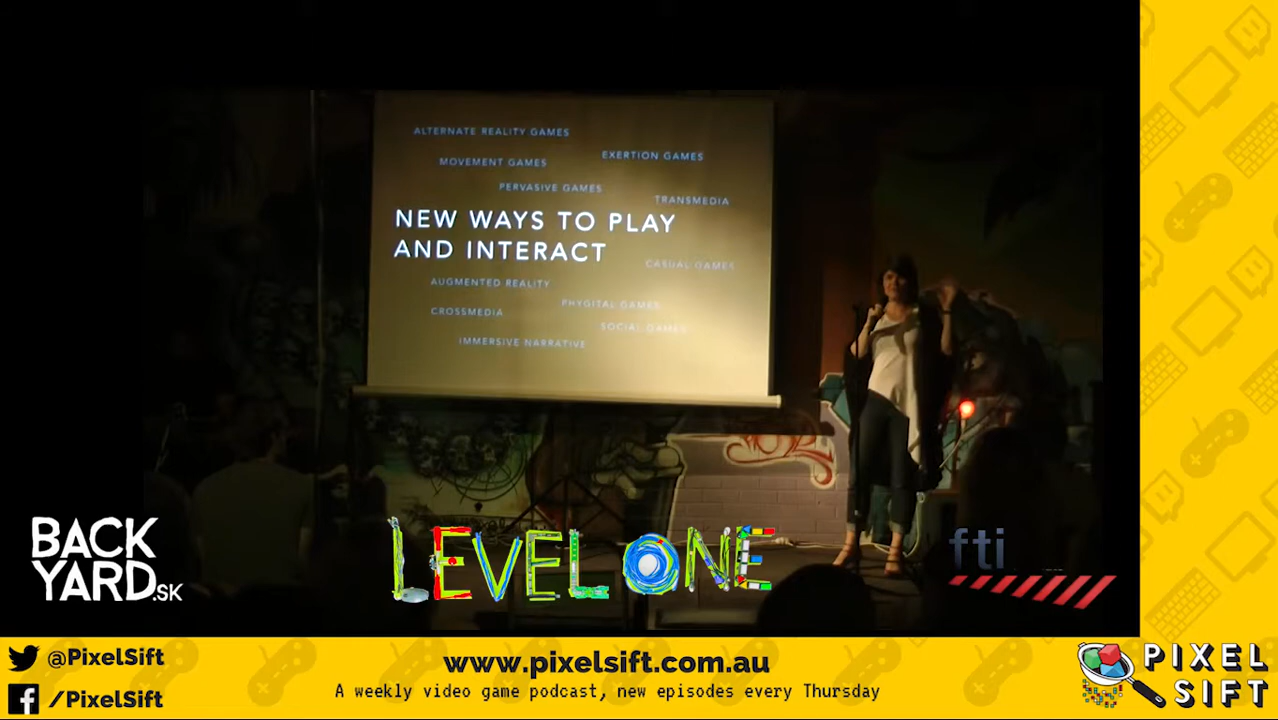 ALTERNATE REALITY GAMES
EXERTION GAMES
MOVEMENT GAMES
PERVASIVE GAMES
TRANSMEDIA
NEW WAYS TO PLAY
AND INTERACT
CASUAL GAMES
AUGMENTED REALITY
PHYGITAL GAMES
CROSSMEDIA
SOCIAL GAMES
IMMERSIVE NARRATIVE
BACK
YARD.SK
LEVEL ONE
fti
@PixelSift
/PixelSift
www.pixelsift.com.au
A weekly video game podcast, new episodes every Thursday
PIXEL
SIFT